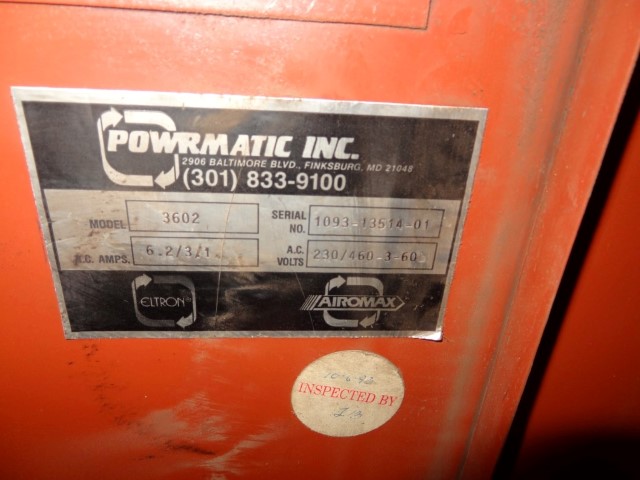 POWRMATIC INC.
2906 BALTIMORE BLVD., FINKSBURG, MD 21048
(301) 833-9100
MODEL 3602 SERIAL NO. 1093-13514-01
A.C. AMPS. 6.2/3/1 A.C. VOLTS 230/460-3-60
ELTRON AIROMAX
INSPECTED BY